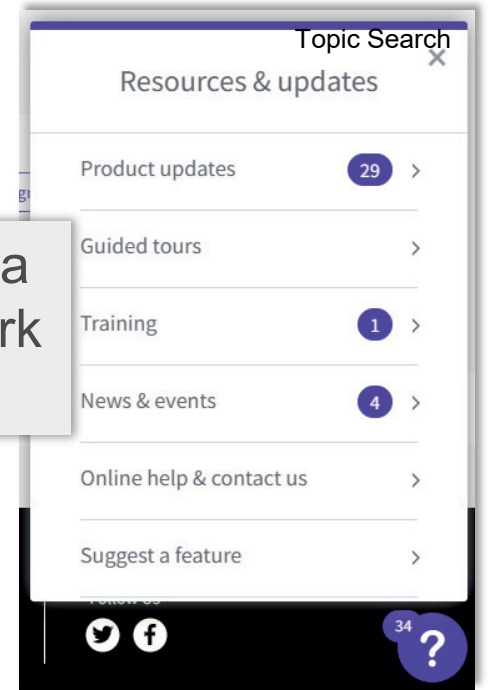 Topic Search
Resources & updates
Product updates 29
Guided tours
a
rk
Training 1
News & events 4
Online help & contact us
Suggest a feature
34
?